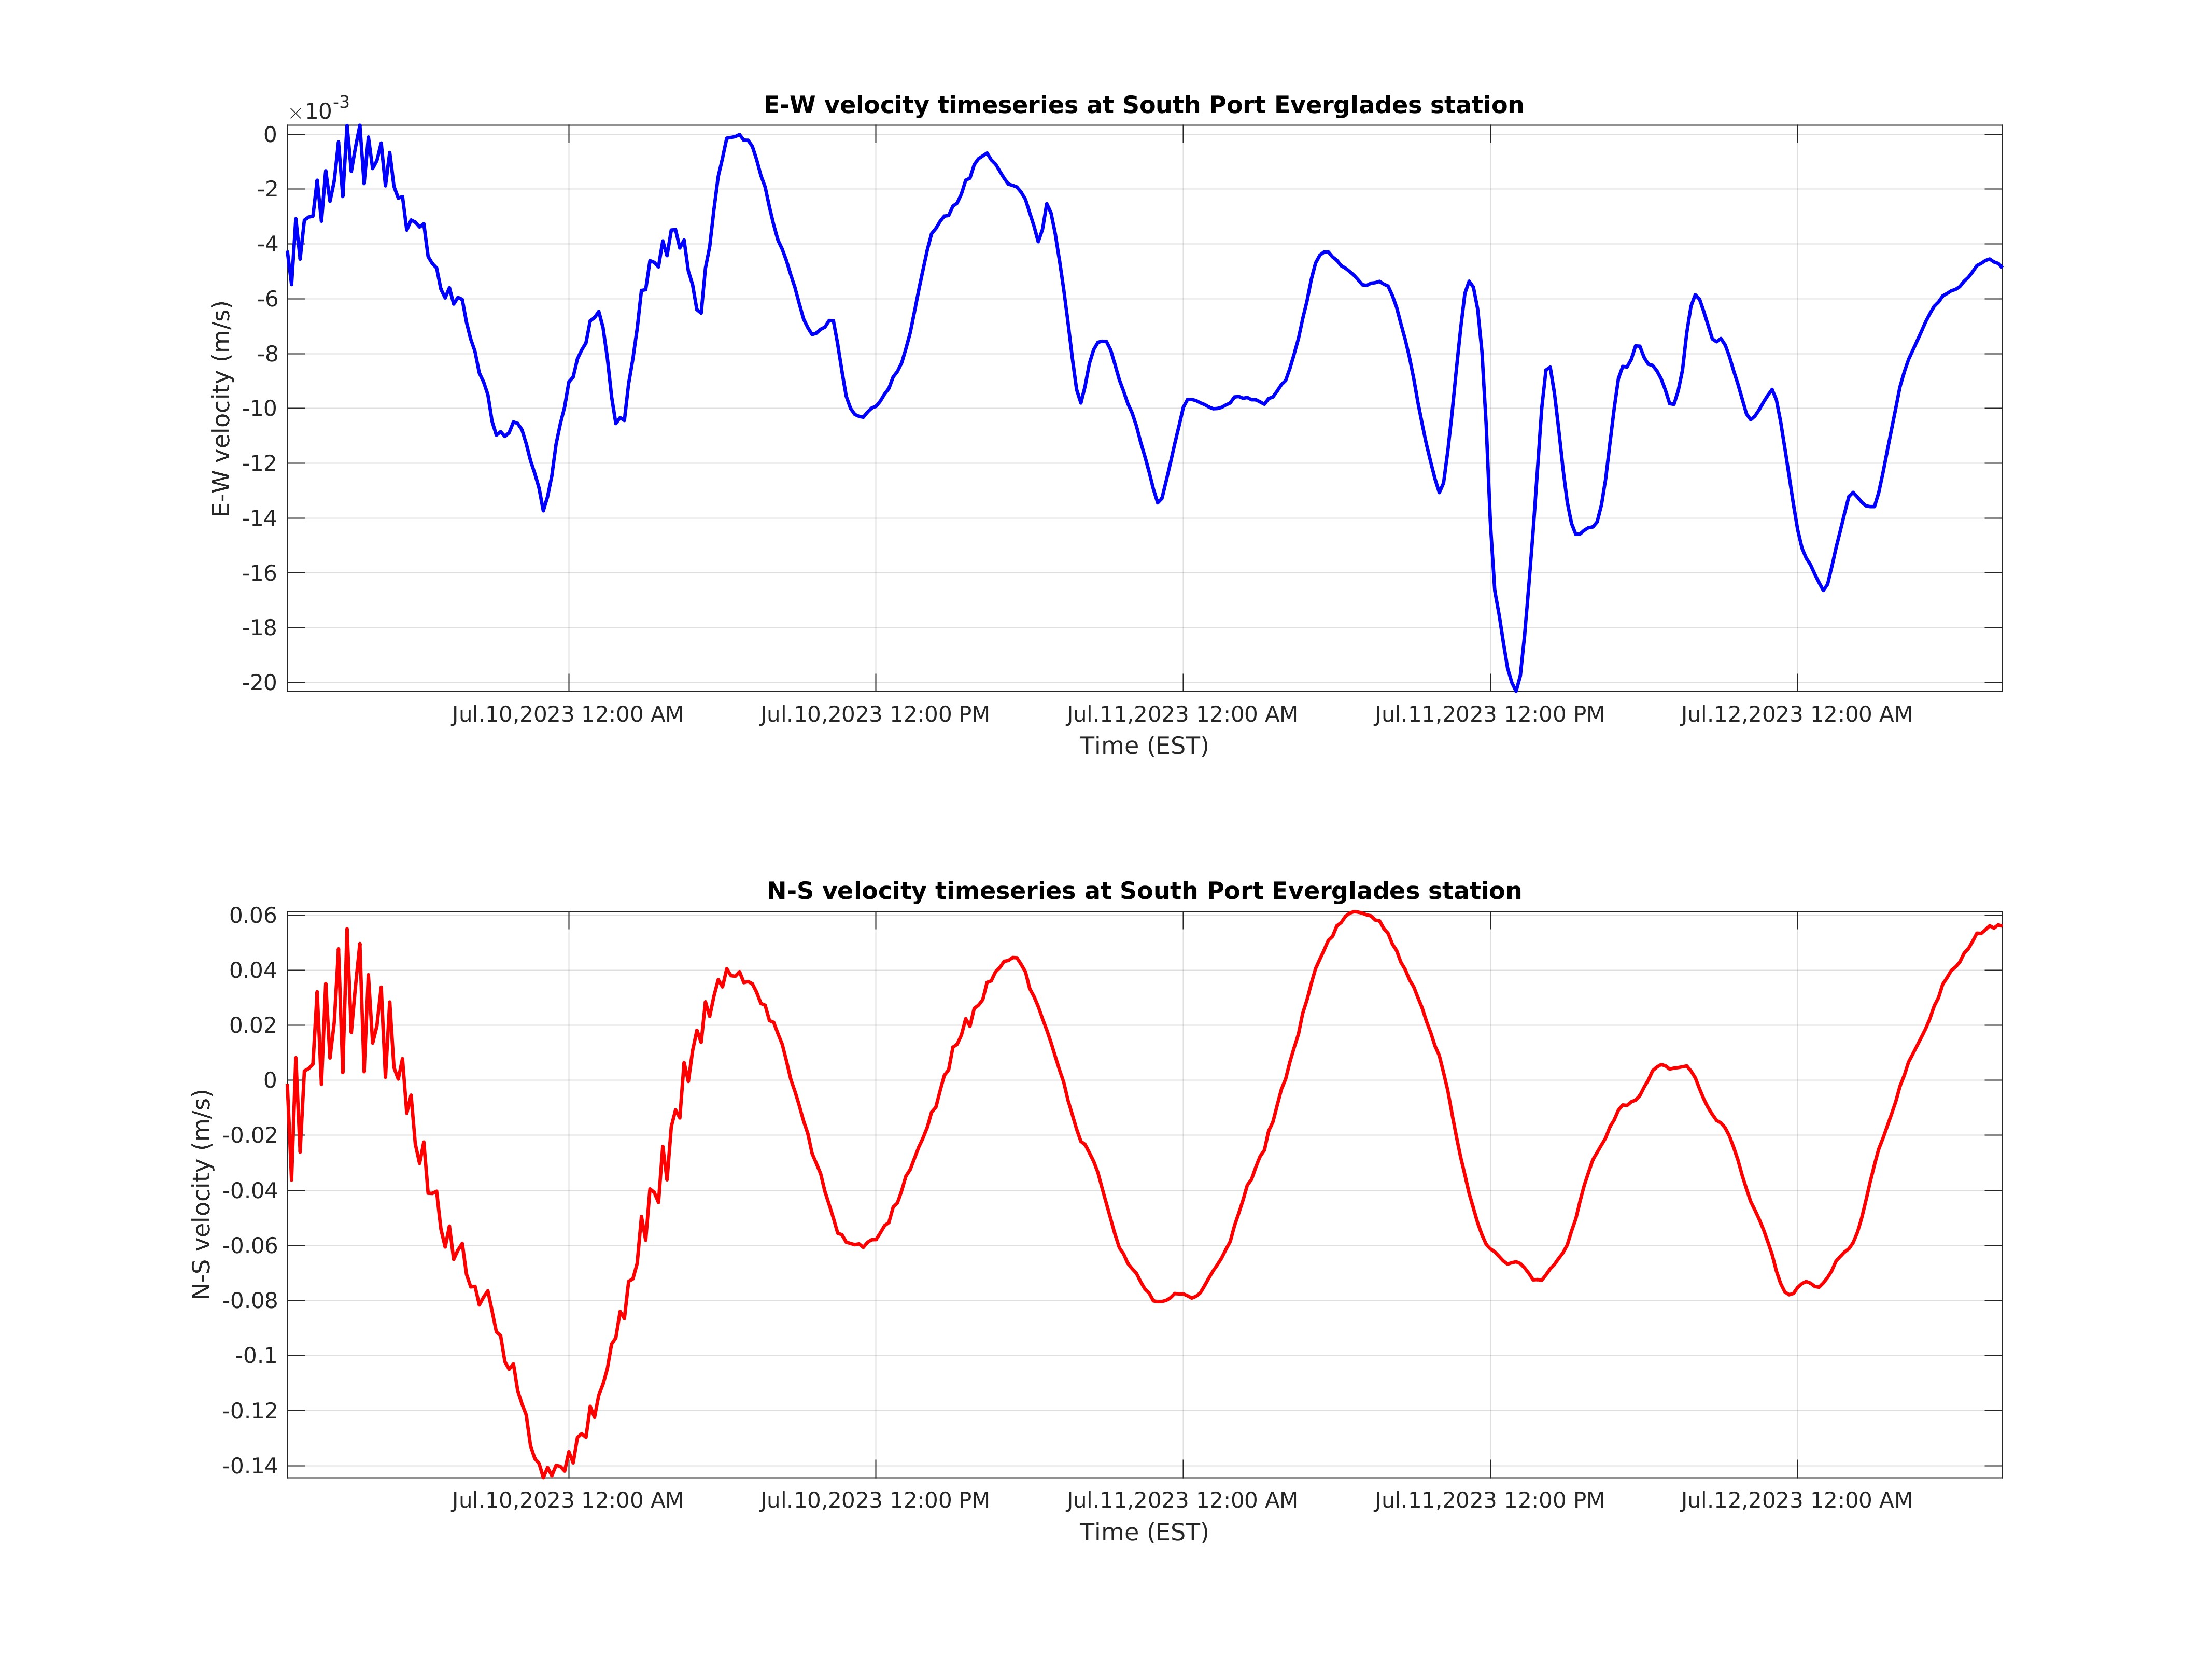 ×10-3
E-W velocity timeseries at South Port Everglades station
0
-2
-4
-6
-8
-10
-12
-14
-16
-18
-20
E-W velocity (m/s)
Jul.10,2023 12:00 AM Jul.10,2023 12:00 PM Jul.11,2023 12:00 AM Jul.11,2023 12:00 PM Jul.12,2023 12:00 AM
Time (EST)
N-S velocity timeseries at South Port Everglades station
0.06
0.04
0.02
0
-0.02
-0.04
-0.06
-0.08
-0.1
-0.12
-0.14
N-S velocity (m/s)
Jul.10,2023 12:00 AM Jul.10,2023 12:00 PM Jul.11,2023 12:00 AM Jul.11,2023 12:00 PM Jul.12,2023 12:00 AM
Time (EST)